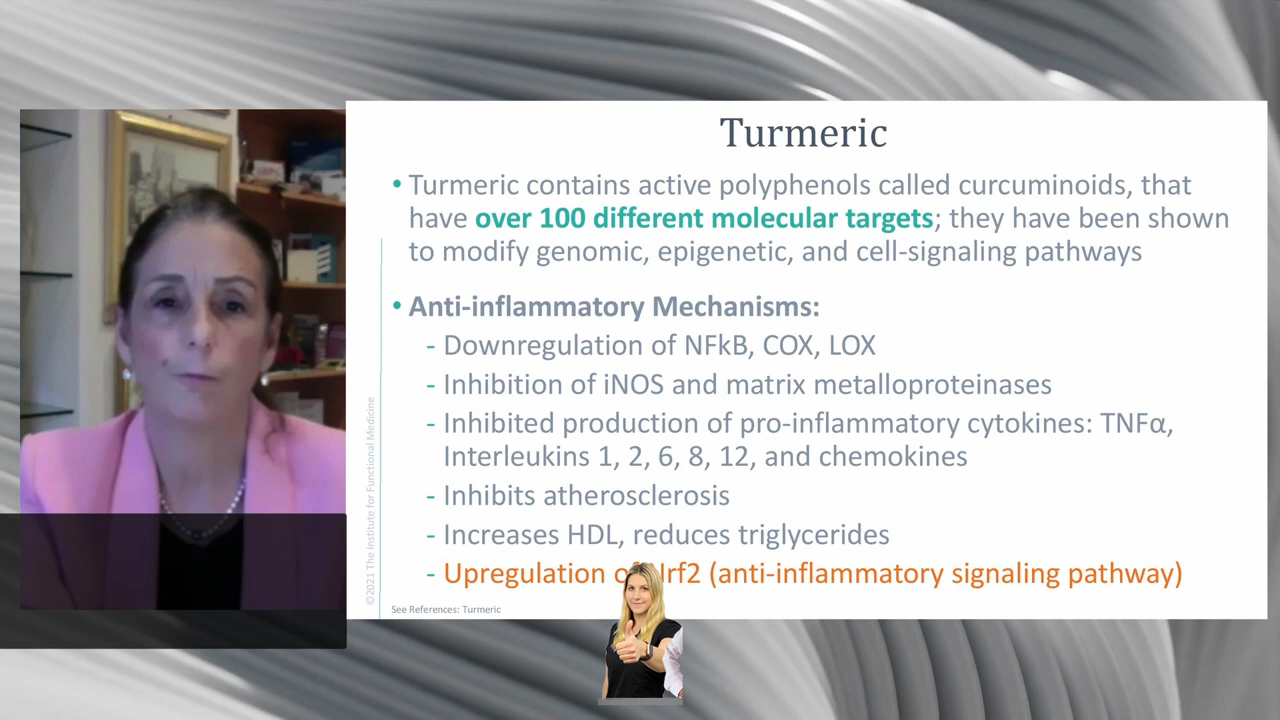 Turmeric
• Turmeric contains active polyphenols called curcuminoids, that
have over 100 different molecular targets; they have been shown
to modify genomic, epigenetic, and cell-signaling pathways
• Anti-inflammatory Mechanisms:
- Downregulation of NFkB, COX, LOX
- Inhibition of iNOS and matrix metalloproteinases
- Inhibited production of pro-inflammatory cytokines: TNFα,
Interleukins 1, 2, 6, 8, 12, and chemokines
- Inhibits atherosclerosis
- Increases HDL, reduces triglycerides
- Upregulation Nrf2 (anti-inflammatory signaling pathway)
See References: Turmeric
©2021 The Institute for Functional Medicine